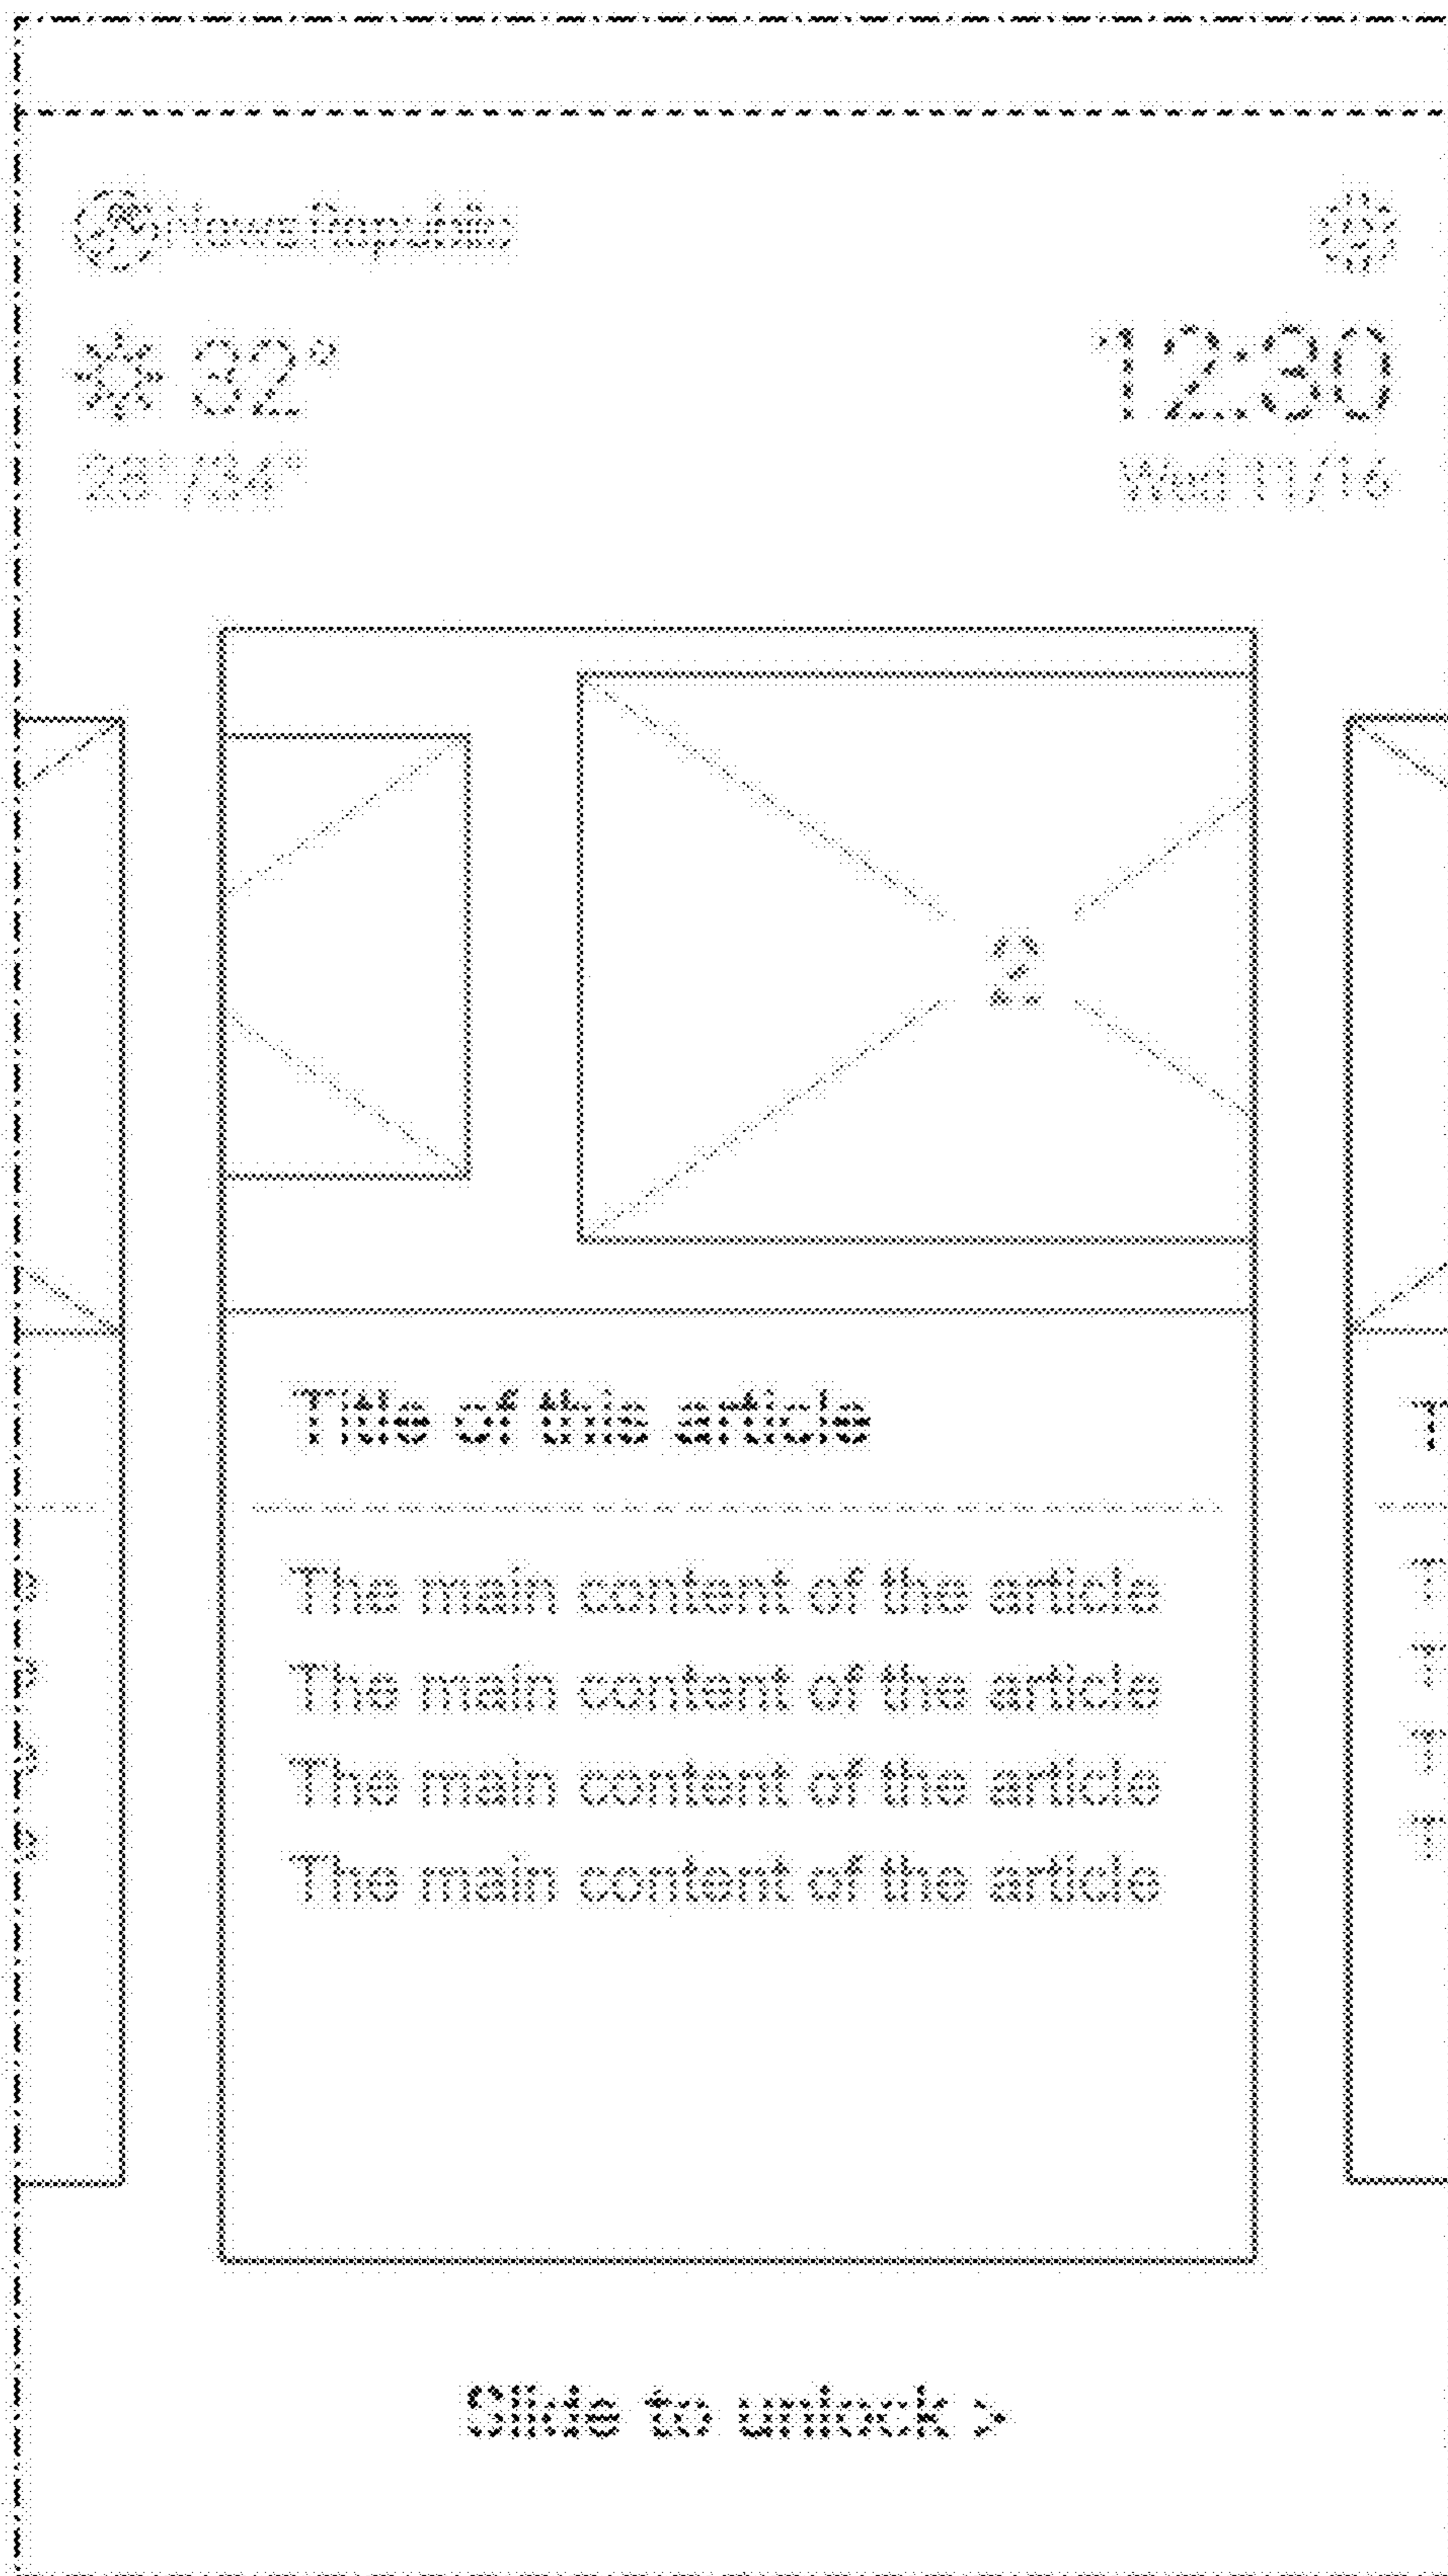 News Republic
32°
12:30
28°/34°
Wed 11/16
2
Title of this article
T
The main content of the article
The main content of the article
The main content of the article
The main content of the article
e
e
e
e
T
T
T
T
Slide to unlock >